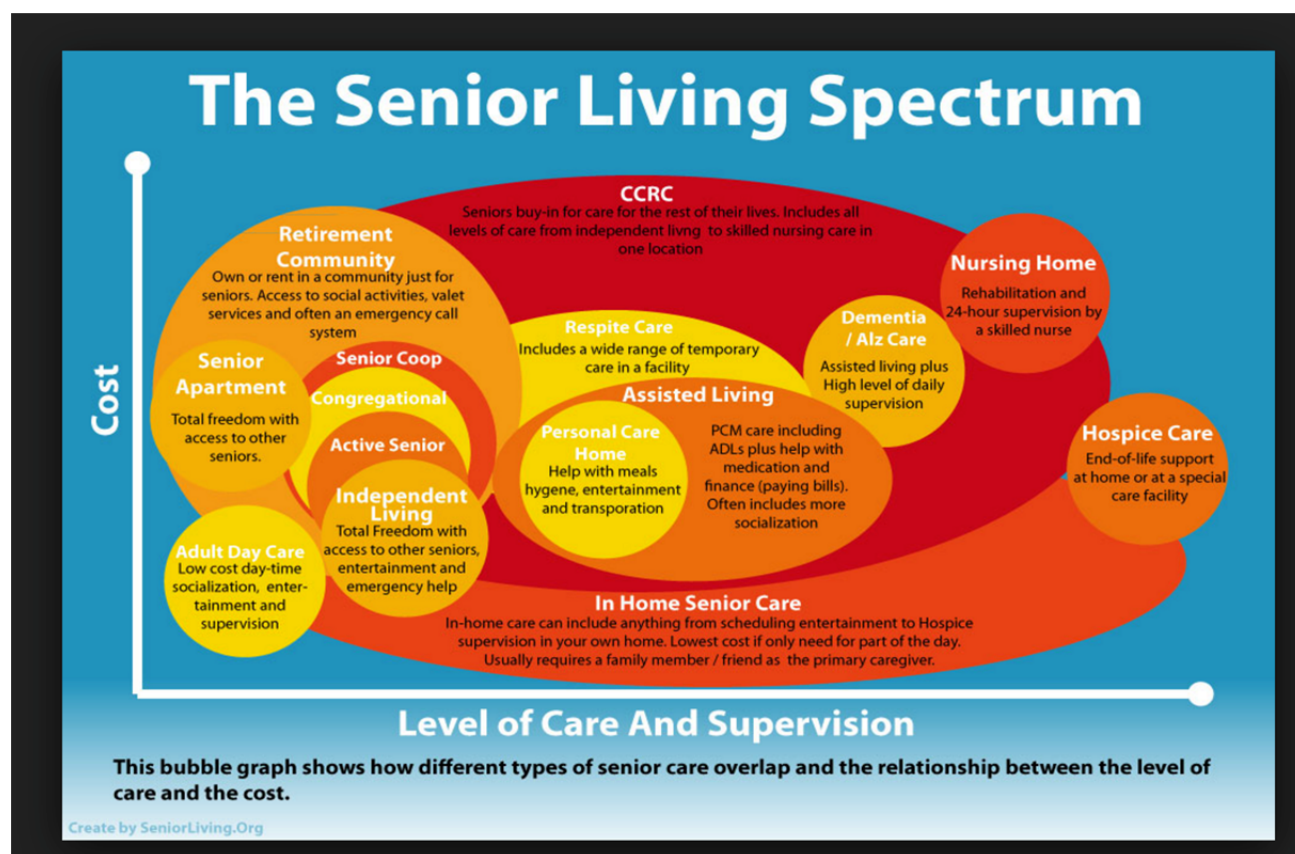 The Senior Living Spectrum
CCRC
Seniors buy-in for care for the rest of their lives. Includes all
levels of care from independent livng to skilled nursing care in
one location
Retirement
Community
Own or rent in a community just for
seniors. Access to social activities, valet
services and often an emergency call
system
Nursing Home
Rehabilitation and
24-hour supervision by
a skilled nurse
Respite Care
Includes a wide range of temporary
care in a facility
Dementia
/ Alz Care
Assisted living plus
High level of daily
supervision
Senior
Apartment
Total freedom with
access to other
seniors.
Senior Coop
Congregational
Active Senior
Independent
Living
Total Freedom with
access to other seniors,
entertainment and
emergency help
Assisted Living
PCM care including
ADLs plus help with
medication and
finance (paying bills).
Often includes more
socialization
Personal Care
Home
Help with meals
hygene, entertainment
and transporation
Hospice Care
End-of-life support
at home or at a special
care facility
Adult Day Care
Low cost day-time
socialization, enter-
tainment and
supervision
In Home Senior Care
In-home care can include anything from scheduling entertainment to Hospice
supervision in your own home. Lowest cost if only need for part of the day.
Usually requires a family member / friend as the primary caregiver.
Cost
Level of Care And Supervision
This bubble graph shows how different types of senior care overlap and the relationship between the level of
care and the cost.
Create by SeniorLiving.Org